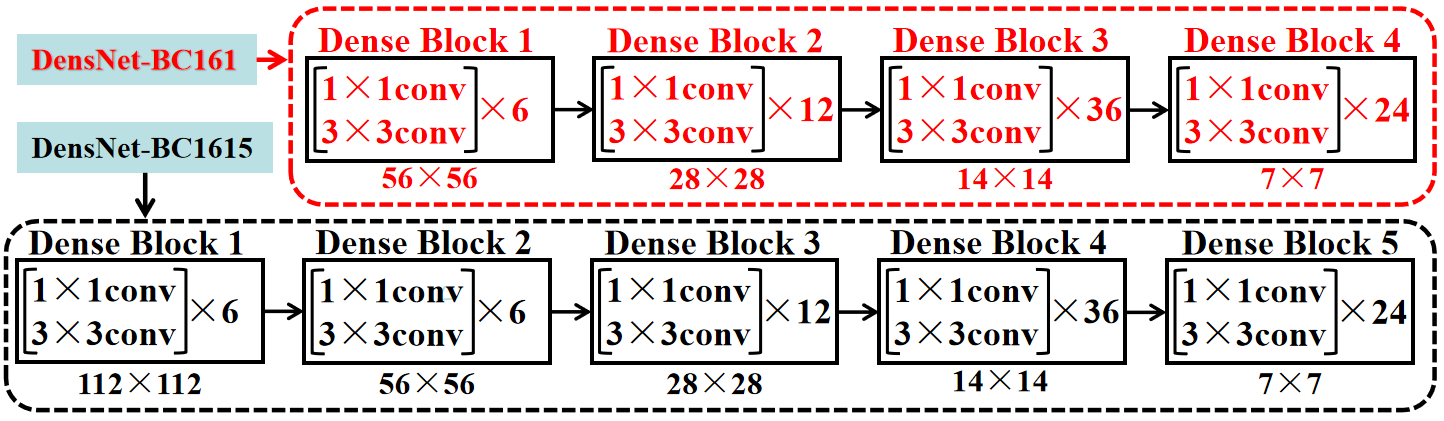 DensNet-BC161
Dense Block 1
1×1conv
3×3conv
×6
56×56
Dense Block 2
1×1conv
3×3conv
×12
28×28
Dense Block 3
1×1conv
3×3conv
×36
14×14
Dense Block 4
1×1conv
3×3conv
×24
7×7
DensNet-BC1615
Dense Block 1
1×1conv
3×3conv
×6
112×112
Dense Block 2
1×1conv
3×3conv
×6
56×56
Dense Block 3
1×1conv
3×3conv
×12
28×28
Dense Block 4
1×1conv
3×3conv
×36
14×14
Dense Block 5
1×1conv
3×3conv
×24
7×7